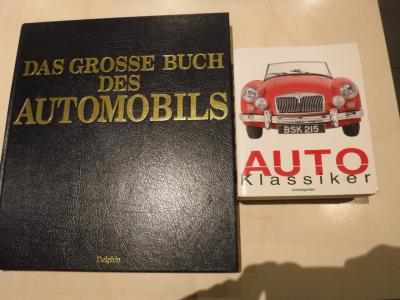 DAS GROSSE BUCH
DES
AUTOMOBILS
Delphin
BSK 215
AUTO
Klassiker